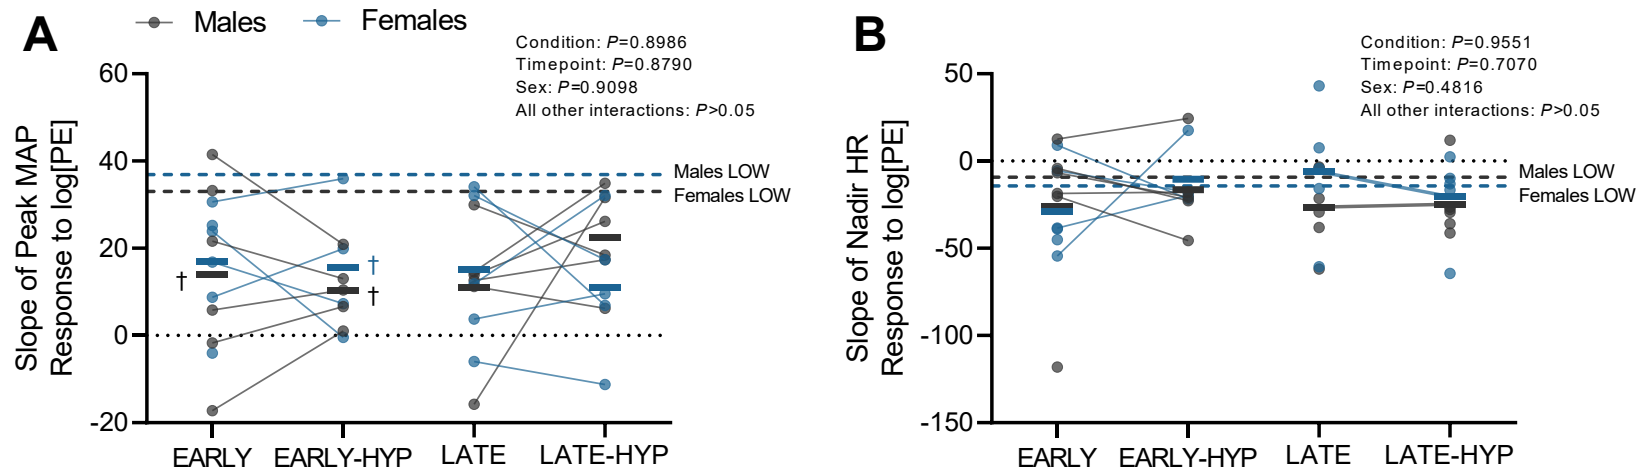 A
Males
Females
Condition: P=0.8986
Timepoint: P=0.8790
Sex: P=0.9098
All other interactions: P>0.05
Slope of Peak MAP
Response to log[PE]
60
40
20
0
-20
Males LOW
Females LOW
†
†
†
EARLY
EARLY-HYP
LATE
LATE-HYP
B
Condition: P=0.9551
Timepoint: P=0.7070
Sex: P=0.4816
All other interactions: P>0.05
Slope of Nadir HR
Response to log[PE]
50
0
-50
-100
-150
Males LOW
Females LOW
EARLY
EARLY-HYP
LATE
LATE-HYP